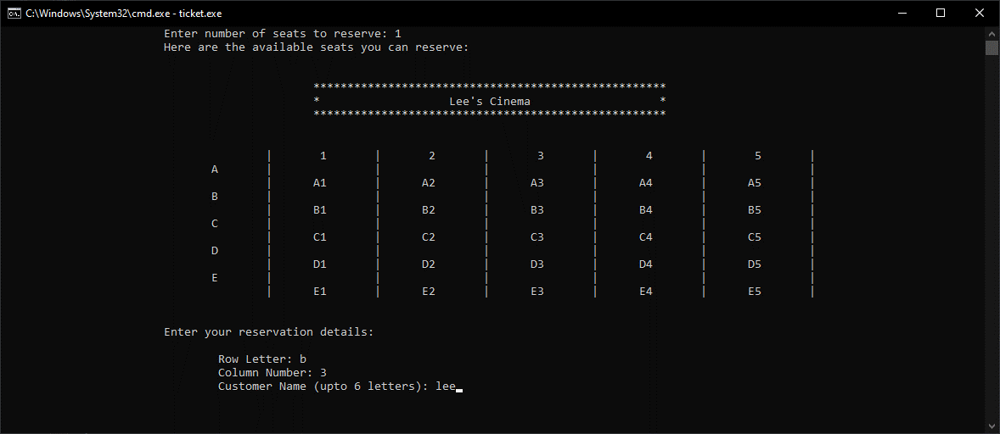 C:\Windows\System32\cmd.exe - ticket.exe
Enter number of seats to reserve: 1
Here are the available seats you can reserve:
****************************************************
* Lee's Cinema *
****************************************************
| 1 | 2 | 3 | 4 | 5 |
A | | | | | |
| A1 | A2 | A3 | A4 | A5 |
B | | | | | |
| B1 | B2 | B3 | B4 | B5 |
C | | | | | |
| C1 | C2 | C3 | C4 | C5 |
D | | | | | |
| D1 | D2 | D3 | D4 | D5 |
E | | | | | |
| E1 | E2 | E3 | E4 | E5 |
Enter your reservation details:
Row Letter: b
Column Number: 3
Customer Name (upto 6 letters): lee